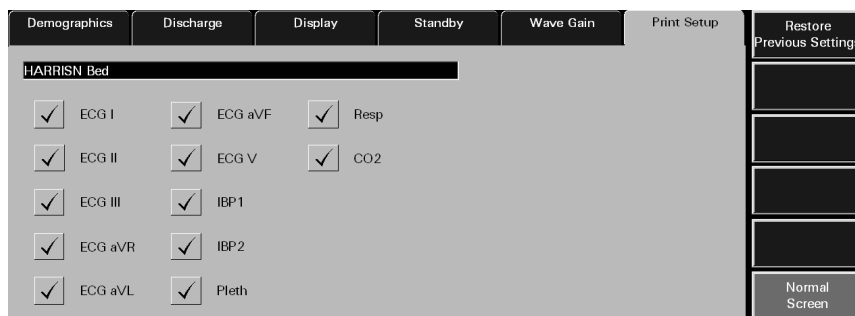 Demographics Discharge Display Standby Wave Gain Print Setup
Restore
Previous Setting
HARRISN Bed
ECG I ECG aVF Resp
ECG II ECG V CO2
ECG III IBP1
ECG aVR IBP2
ECG aVL Pleth
Normal
Screen